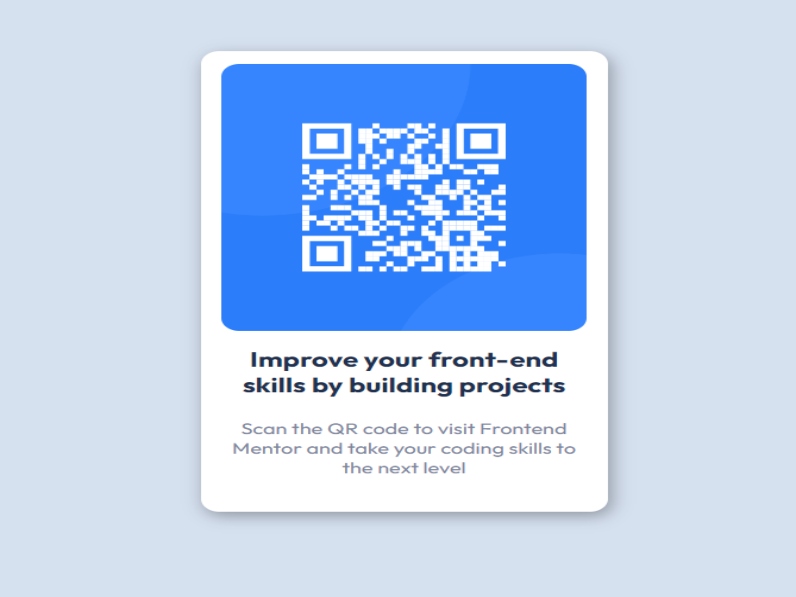 Improve your front-end
skills by building projects
Scan the QR code to visit Frontend
Mentor and take your coding skills to
the next level